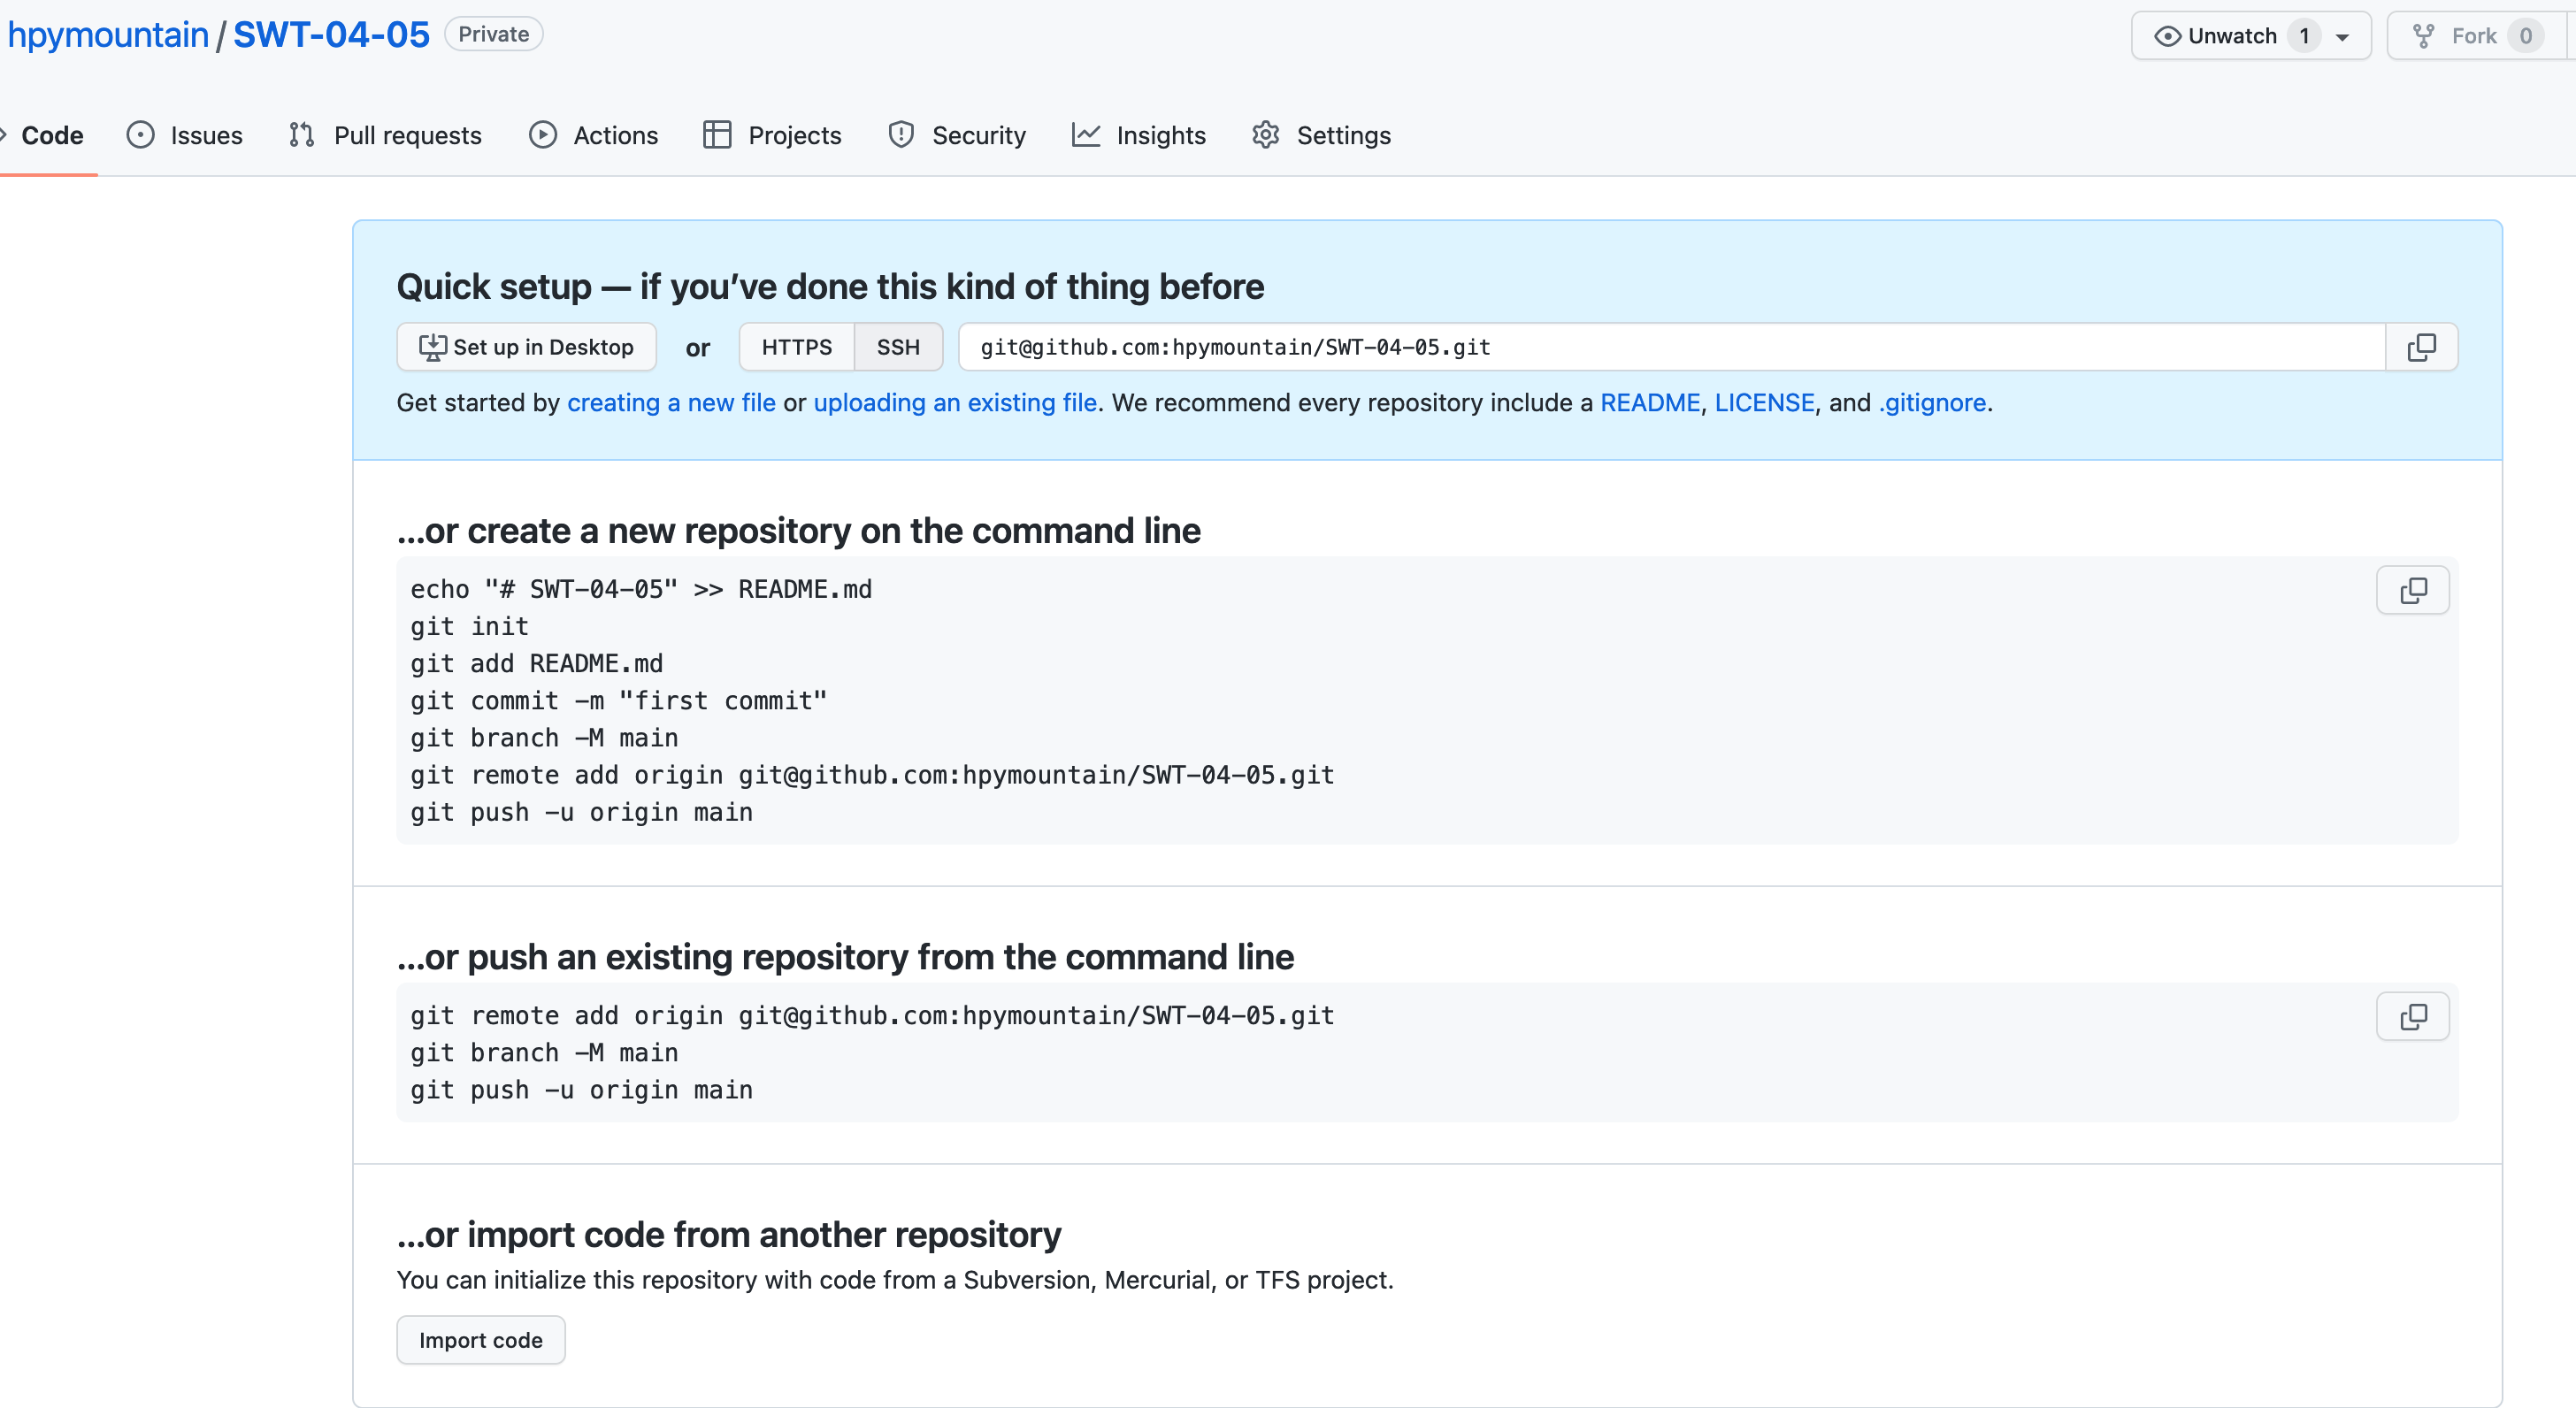 hpymountain / SWT-04-05 Private
Unwatch 1
Fork 0
Code Issues Pull requests Actions Projects Security Insights Settings
Quick setup — if you’ve done this kind of thing before
Set up in Desktop or HTTPS SSH git@github.com:hpymountain/SWT-04-05.git
Get started by creating a new file or uploading an existing file. We recommend every repository include a README, LICENSE, and .gitignore.
...or create a new repository on the command line
echo "# SWT-04-05" >> README.md
git init
git add README.md
git commit -m "first commit"
git branch -M main
git remote add origin git@github.com:hpymountain/SWT-04-05.git
git push -u origin main
...or push an existing repository from the command line
git remote add origin git@github.com:hpymountain/SWT-04-05.git
git branch -M main
git push -u origin main
...or import code from another repository
You can initialize this repository with code from a Subversion, Mercurial, or TFS project.
Import code